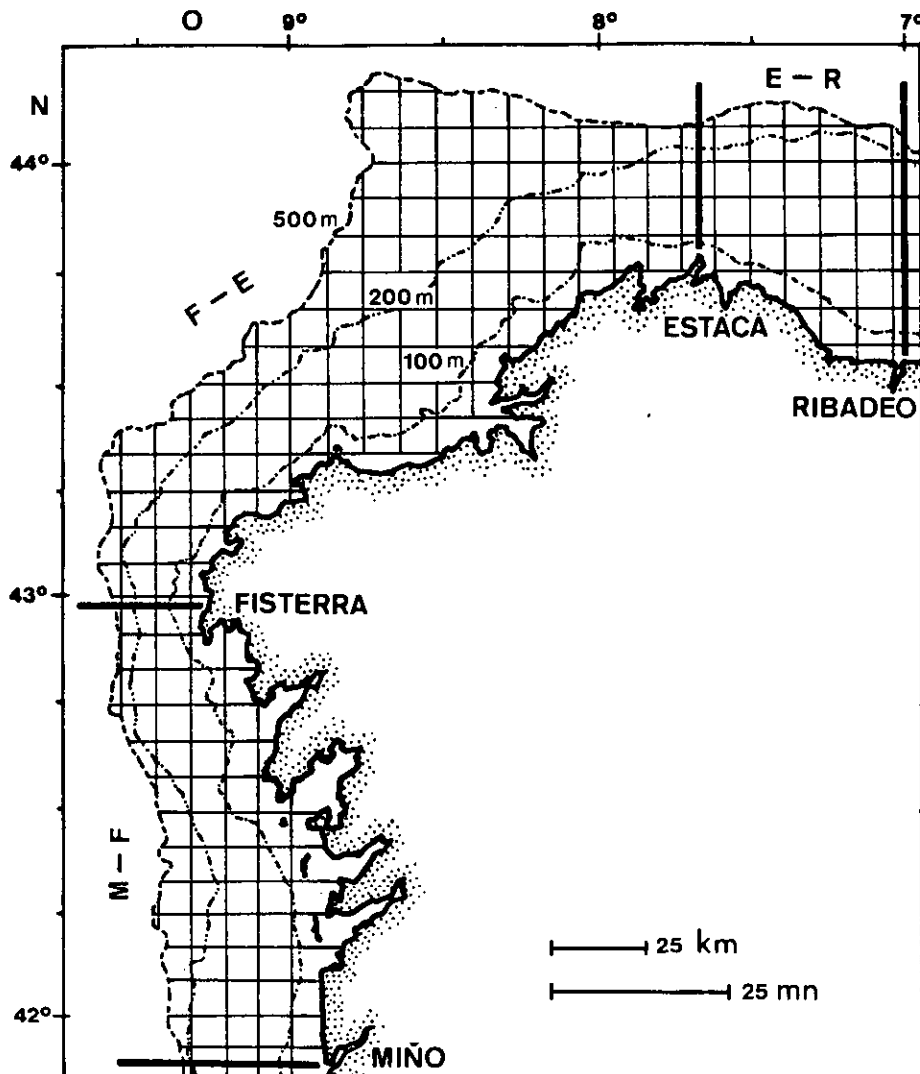 O 9° 8° 7°
E – R
N
44°
500 m
F – E
200 m
ESTACA
100 m
RIBADEO
43°
FISTERRA
M – F
25 km
25 mn
42°
MIÑO